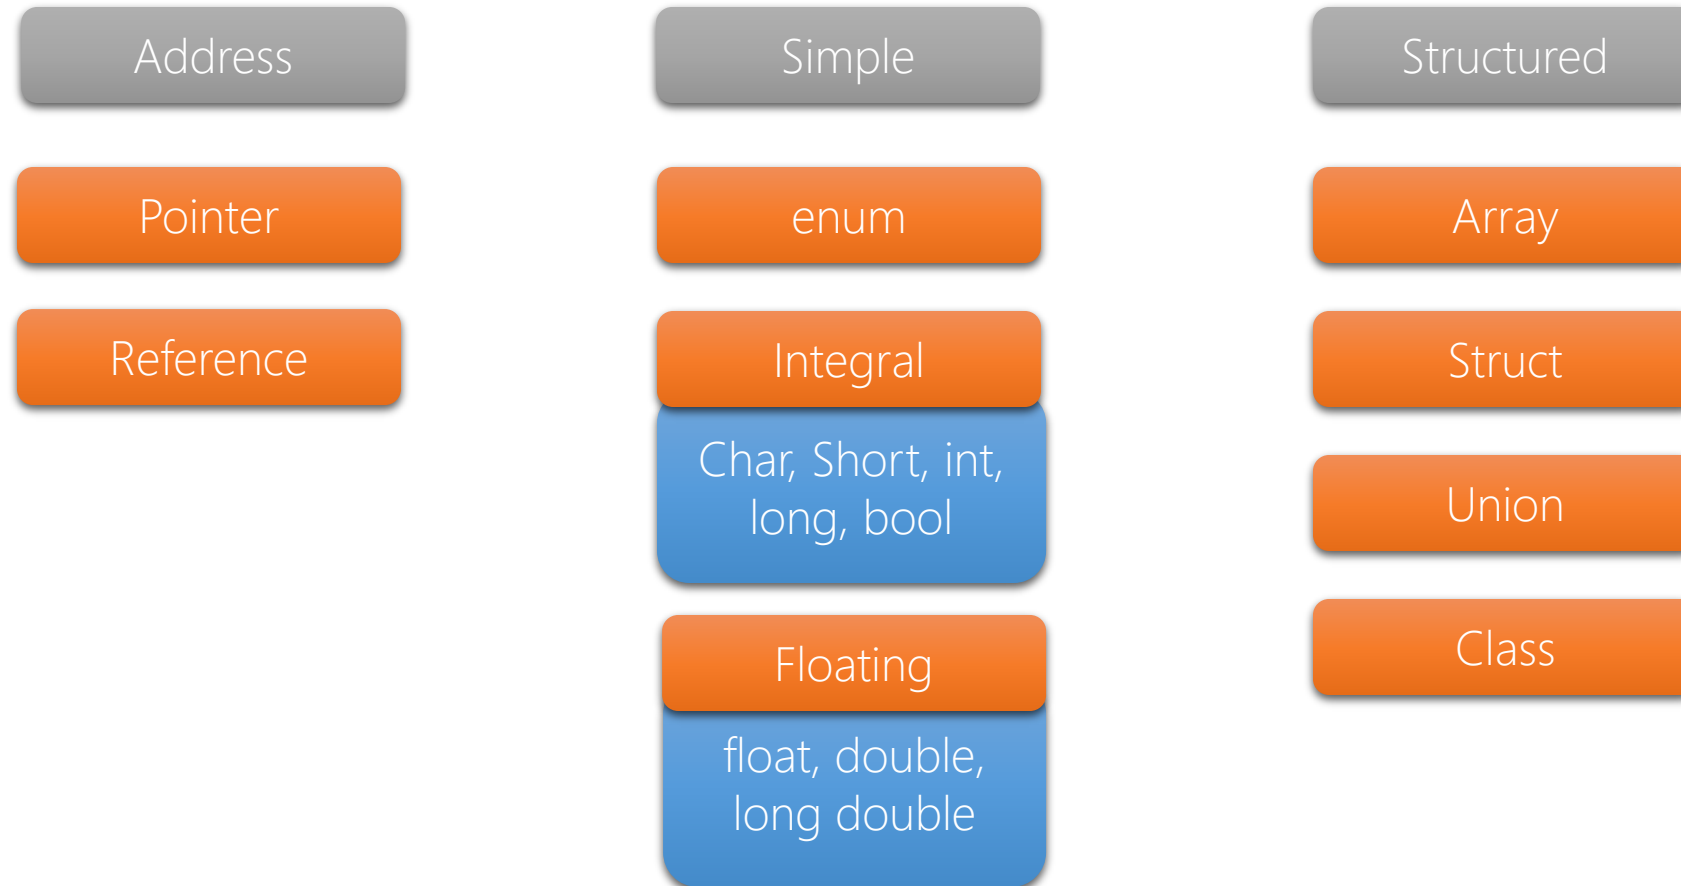 Address
Pointer
Reference
Simple
enum
Integral
Char, Short, int,
long, bool
Floating
float, double,
long double
Structured
Array
Struct
Union
Class